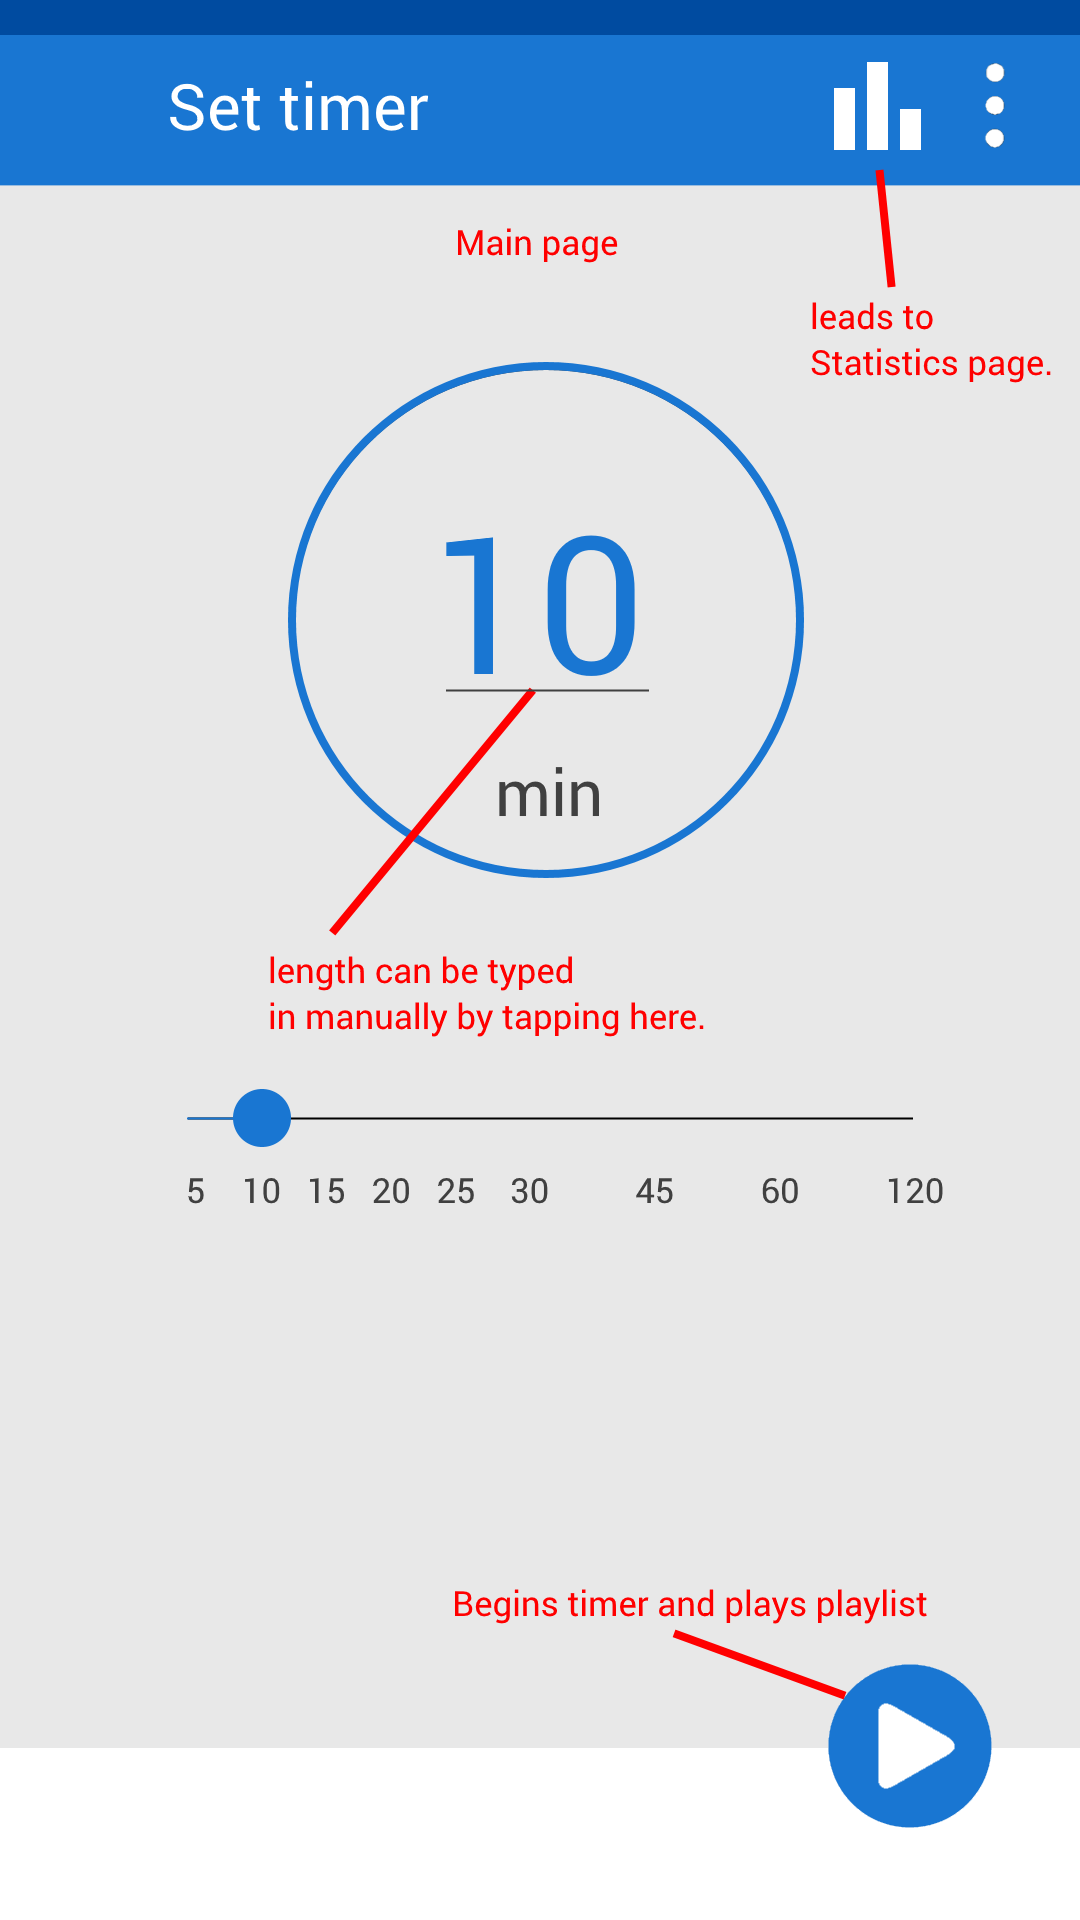 Set timer
Main page
leads to
Statistics page.
10
min
length can be typed
in manually by tapping here.
5 10 15 20 25 30 45 60 120
Begins timer and plays playlist